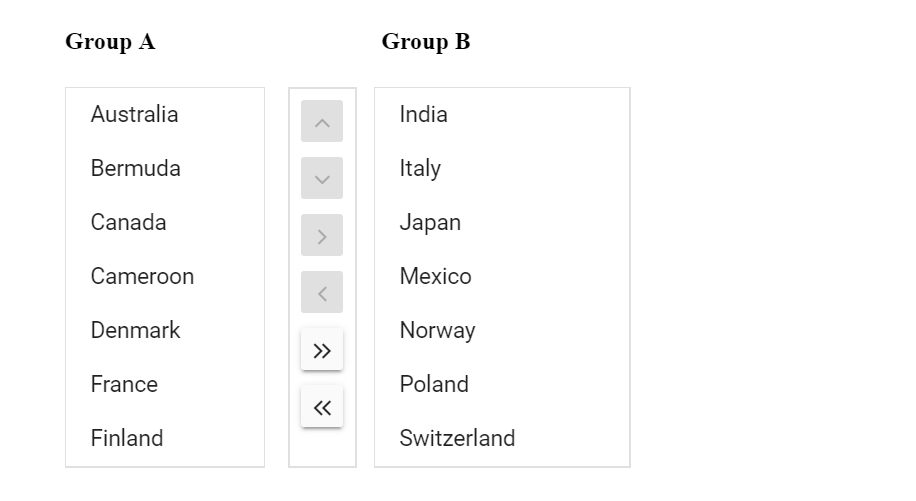 Group A
Australia
Bermuda
Canada
Cameroon
Denmark
France
Finland
Group B
India
Italy
Japan
Mexico
Norway
Poland
Switzerland